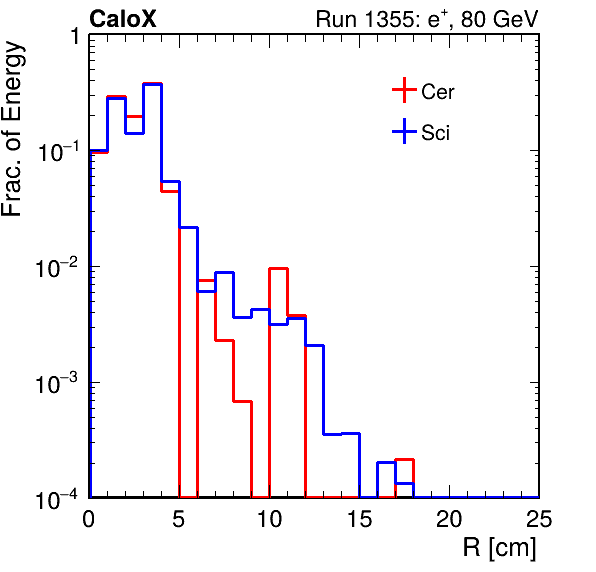 CaloX Run 1355: e⁺, 80 GeV
Frac. of Energy
1
10⁻¹
10⁻²
10⁻³
10⁻⁴
Cer
Sci
0 5 10 15 20 25
R [cm]